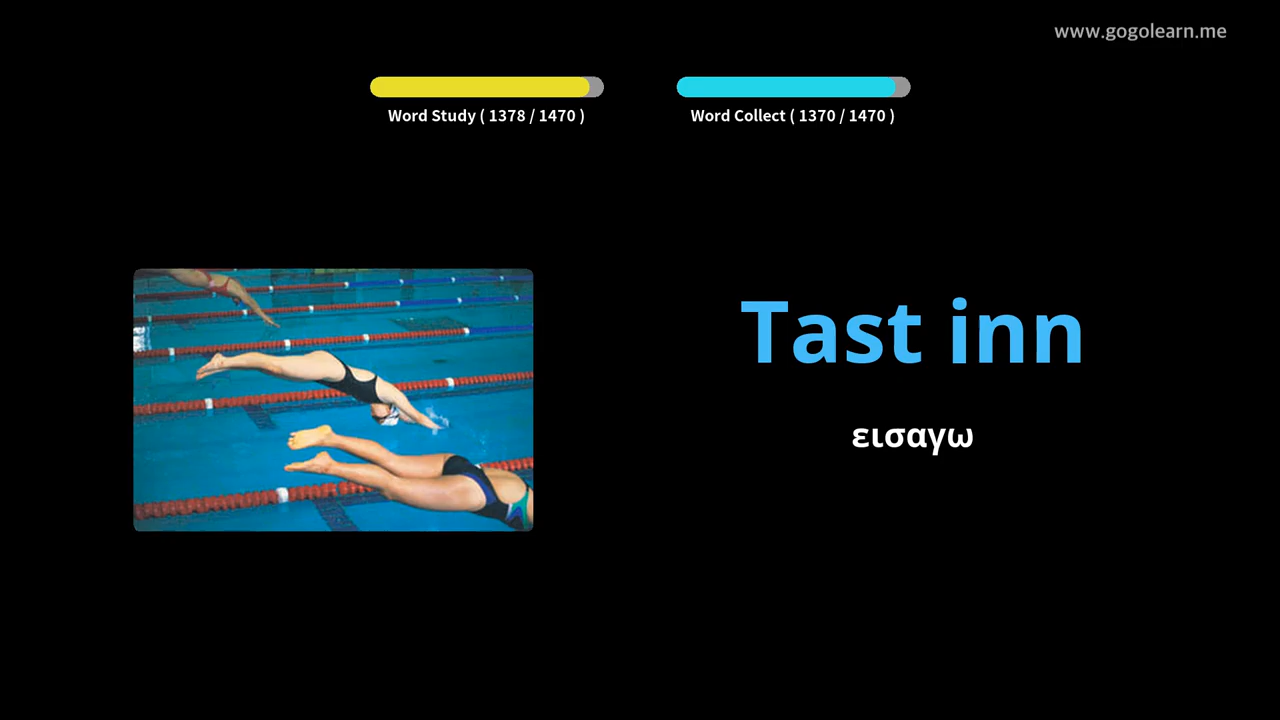 www.gogolearn.me
Word Study ( 1378 / 1470 )
Word Collect ( 1370 / 1470 )
Tast inn
εισαγω